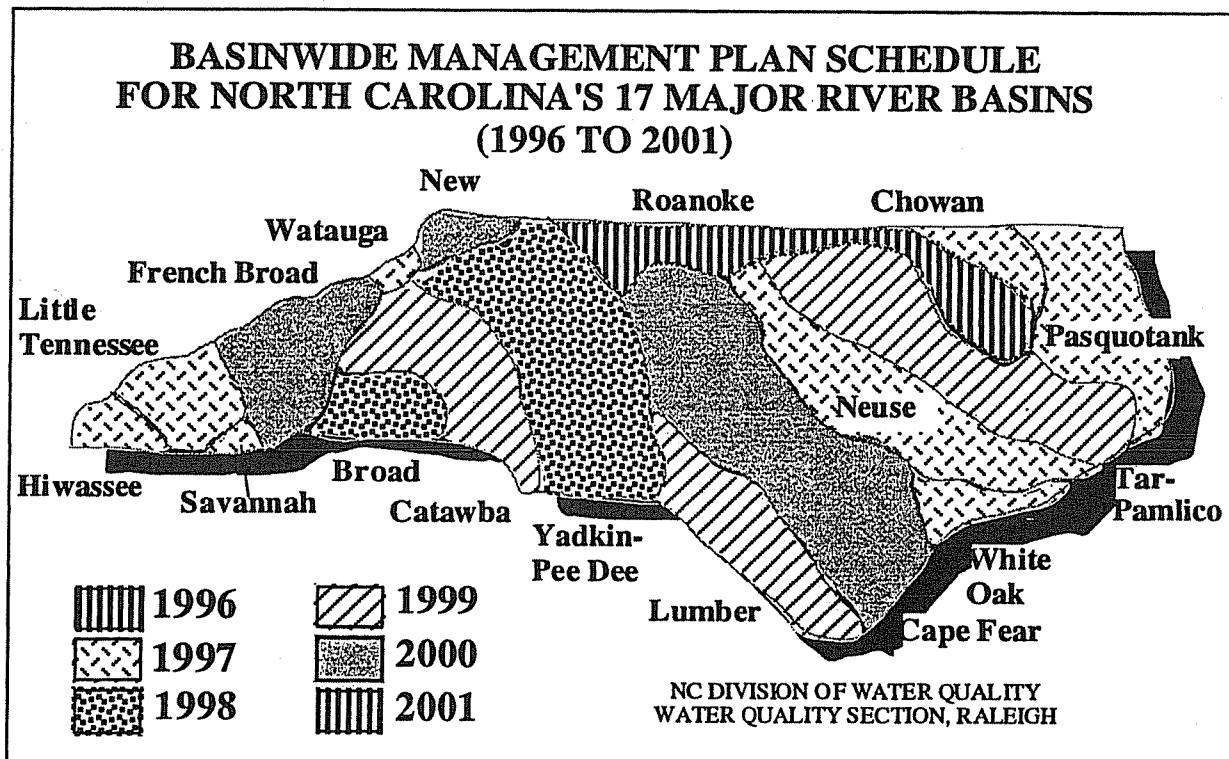 BASINWIDE MANAGEMENT PLAN SCHEDULE
FOR NORTH CAROLINA'S 17 MAJOR RIVER BASINS
(1996 TO 2001)
New
Roanoke
Chowan
Watauga
French Broad
Little
Tennessee
Pasquotank
Neuse
Hiwassee
Savannah
Broad
Catawba
Yadkin-
Pee Dee
Tar-
Pamlico
White
Oak
Lumber
Cape Fear
1996
1997
1998
1999
2000
2001
NC DIVISION OF WATER QUALITY
WATER QUALITY SECTION, RALEIGH